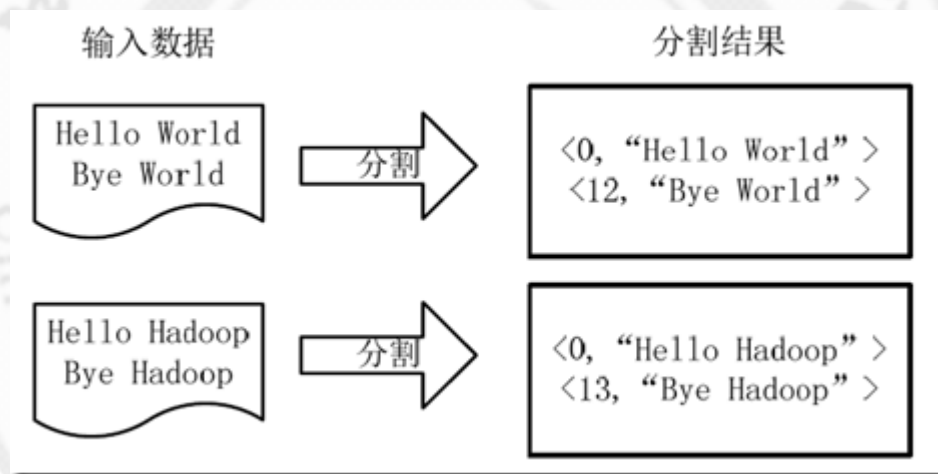 输入数据
分割结果
Hello World
Bye World
分割
<0, “Hello World” >
<12, “Bye World” >
Hello Hadoop
Bye Hadoop
分割
<0, “Hello Hadoop” >
<13, “Bye Hadoop” >